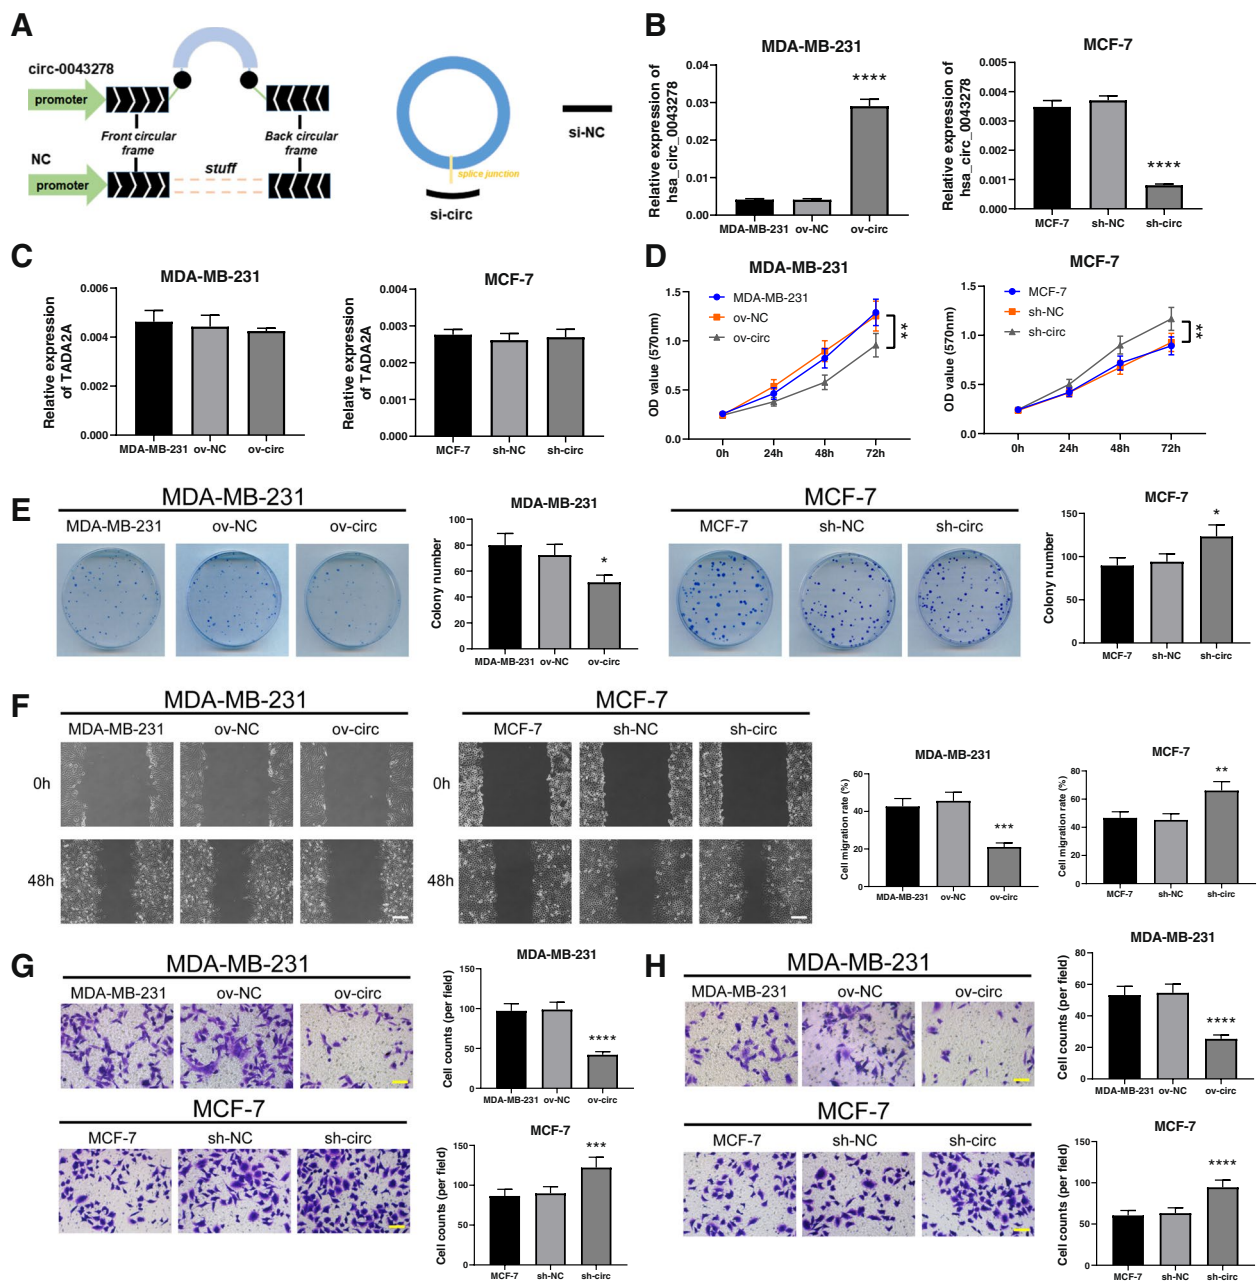 A
circ-0043278
promoter
Front circular
frame
Back circular
frame
NC
promoter
stuff
splice junction
si-circ
si-NC
B
MDA-MB-231
Relative expression of
hsa_circ_0043278
0.04
0.03
0.02
0.01
0.00
****
MDA-MB-231 ov-NC ov-circ
MCF-7
Relative expression of
hsa_circ_0043278
0.005
0.004
0.003
0.002
0.001
0.000
****
MCF-7 sh-NC sh-circ
C
MDA-MB-231
Relative expression
of TADA2A
0.006
0.004
0.002
0.000
MDA-MB-231 ov-NC ov-circ
MCF-7
Relative expression
of TADA2A
0.004
0.003
0.002
0.001
0.000
MCF-7 sh-NC sh-circ
D
MDA-MB-231
OD value (570nm)
1.5
1.0
0.5
0.0
MDA-MB-231
ov-NC
ov-circ
**
0h 24h 48h 72h
MCF-7
OD value (570nm)
1.5
1.0
0.5
0.0
MCF-7
sh-NC
sh-circ
**
0h 24h 48h 72h
E
MDA-MB-231
MDA-MB-231 ov-NC ov-circ
MDA-MB-231
Colony number
100
80
60
40
20
0
*
MDA-MB-231 ov-NC ov-circ
MCF-7
MCF-7 sh-NC sh-circ
MCF-7
Colony number
150
100
50
0
*
MCF-7 sh-NC sh-circ
F
MDA-MB-231
MDA-MB-231 ov-NC ov-circ
0h
48h
MCF-7
MCF-7 sh-NC sh-circ
0h
48h
MDA-MB-231
Cell migration rate (%)
60
40
20
0
***
MDA-MB-231 ov-NC ov-circ
MCF-7
Cell migration rate (%)
80
60
40
20
0
**
MCF-7 sh-NC sh-circ
G
MDA-MB-231
MDA-MB-231 ov-NC ov-circ
MDA-MB-231
Cell counts (per field)
150
100
50
0
****
MDA-MB-231 ov-NC ov-circ
MCF-7
MCF-7 sh-NC sh-circ
MCF-7
Cell counts (per field)
150
100
50
0
***
MCF-7 sh-NC sh-circ
H
MDA-MB-231
MDA-MB-231 ov-NC ov-circ
MDA-MB-231
Cell counts (per field)
80
60
40
20
0
****
MDA-MB-231 ov-NC ov-circ
MCF-7
MCF-7 sh-NC sh-circ
MCF-7
Cell counts (per field)
150
100
50
0
****
MCF-7 sh-NC sh-circ